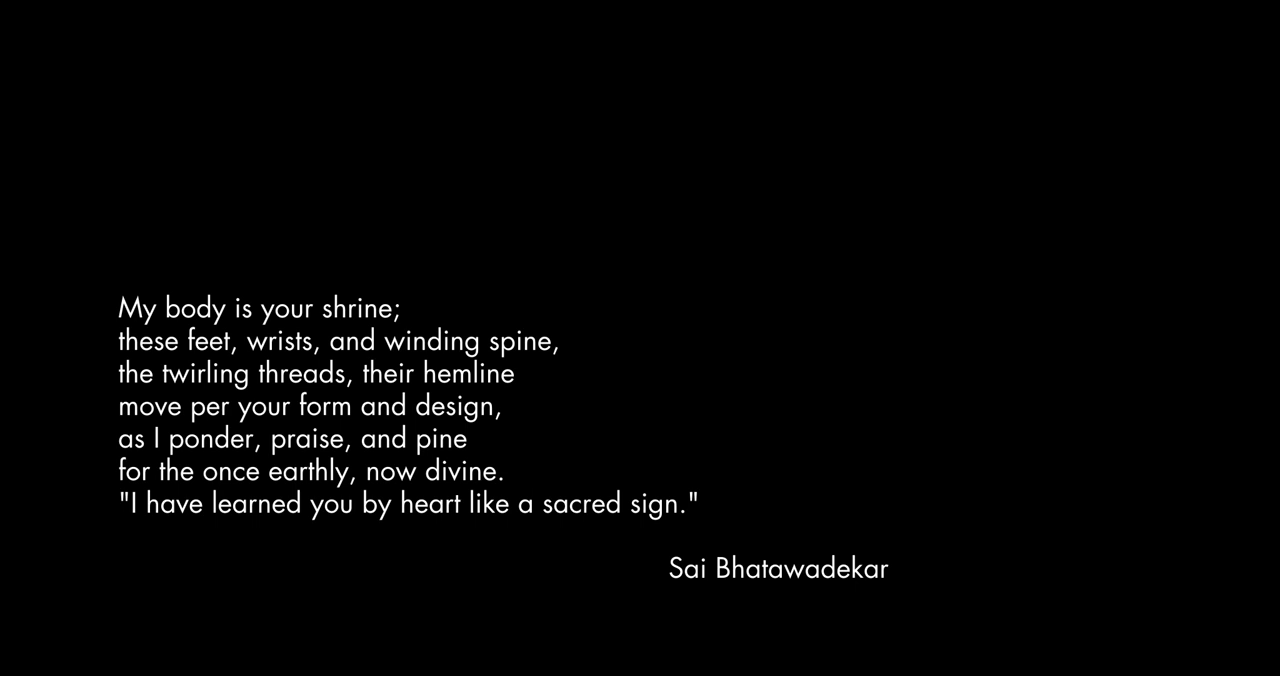 My body is your shrine;
these feet, wrists, and winding spine,
the twirling threads, their hemline
move per your form and design,
as I ponder, praise, and pine
for the once earthly, now divine.
"I have learned you by heart like a sacred sign."
Sai Bhatawadekar